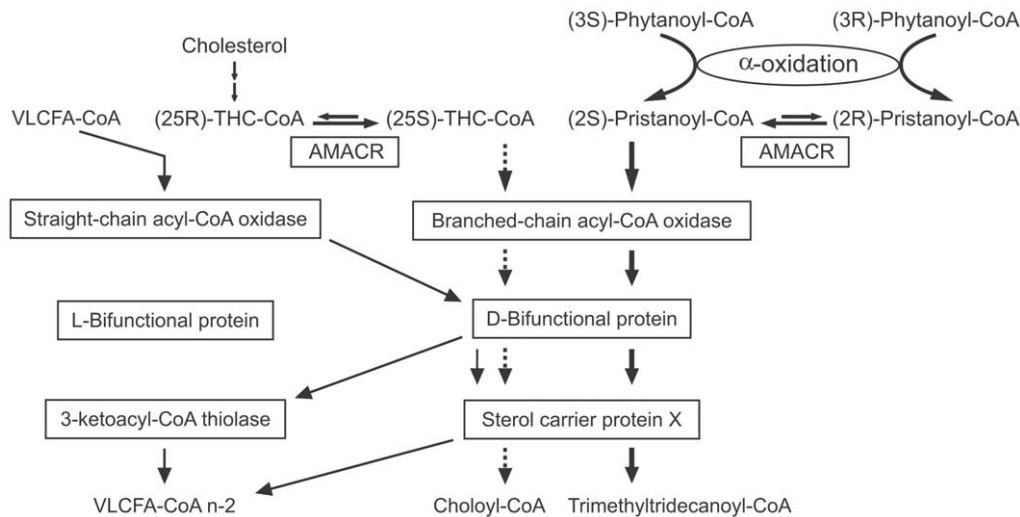 (3S)-Phytanoyl-CoA (3R)-Phytanoyl-CoA
Cholesterol
α-oxidation
VLCFA-CoA (25R)-THC-CoA (25S)-THC-CoA (2S)-Pristanoyl-CoA (2R)-Pristanoyl-CoA
AMACR AMACR
Straight-chain acyl-CoA oxidase Branched-chain acyl-CoA oxidase
L-Bifunctional protein D-Bifunctional protein
3-ketoacyl-CoA thiolase Sterol carrier protein X
VLCFA-CoA n-2 Choloyl-CoA Trimethyltridecanoyl-CoA